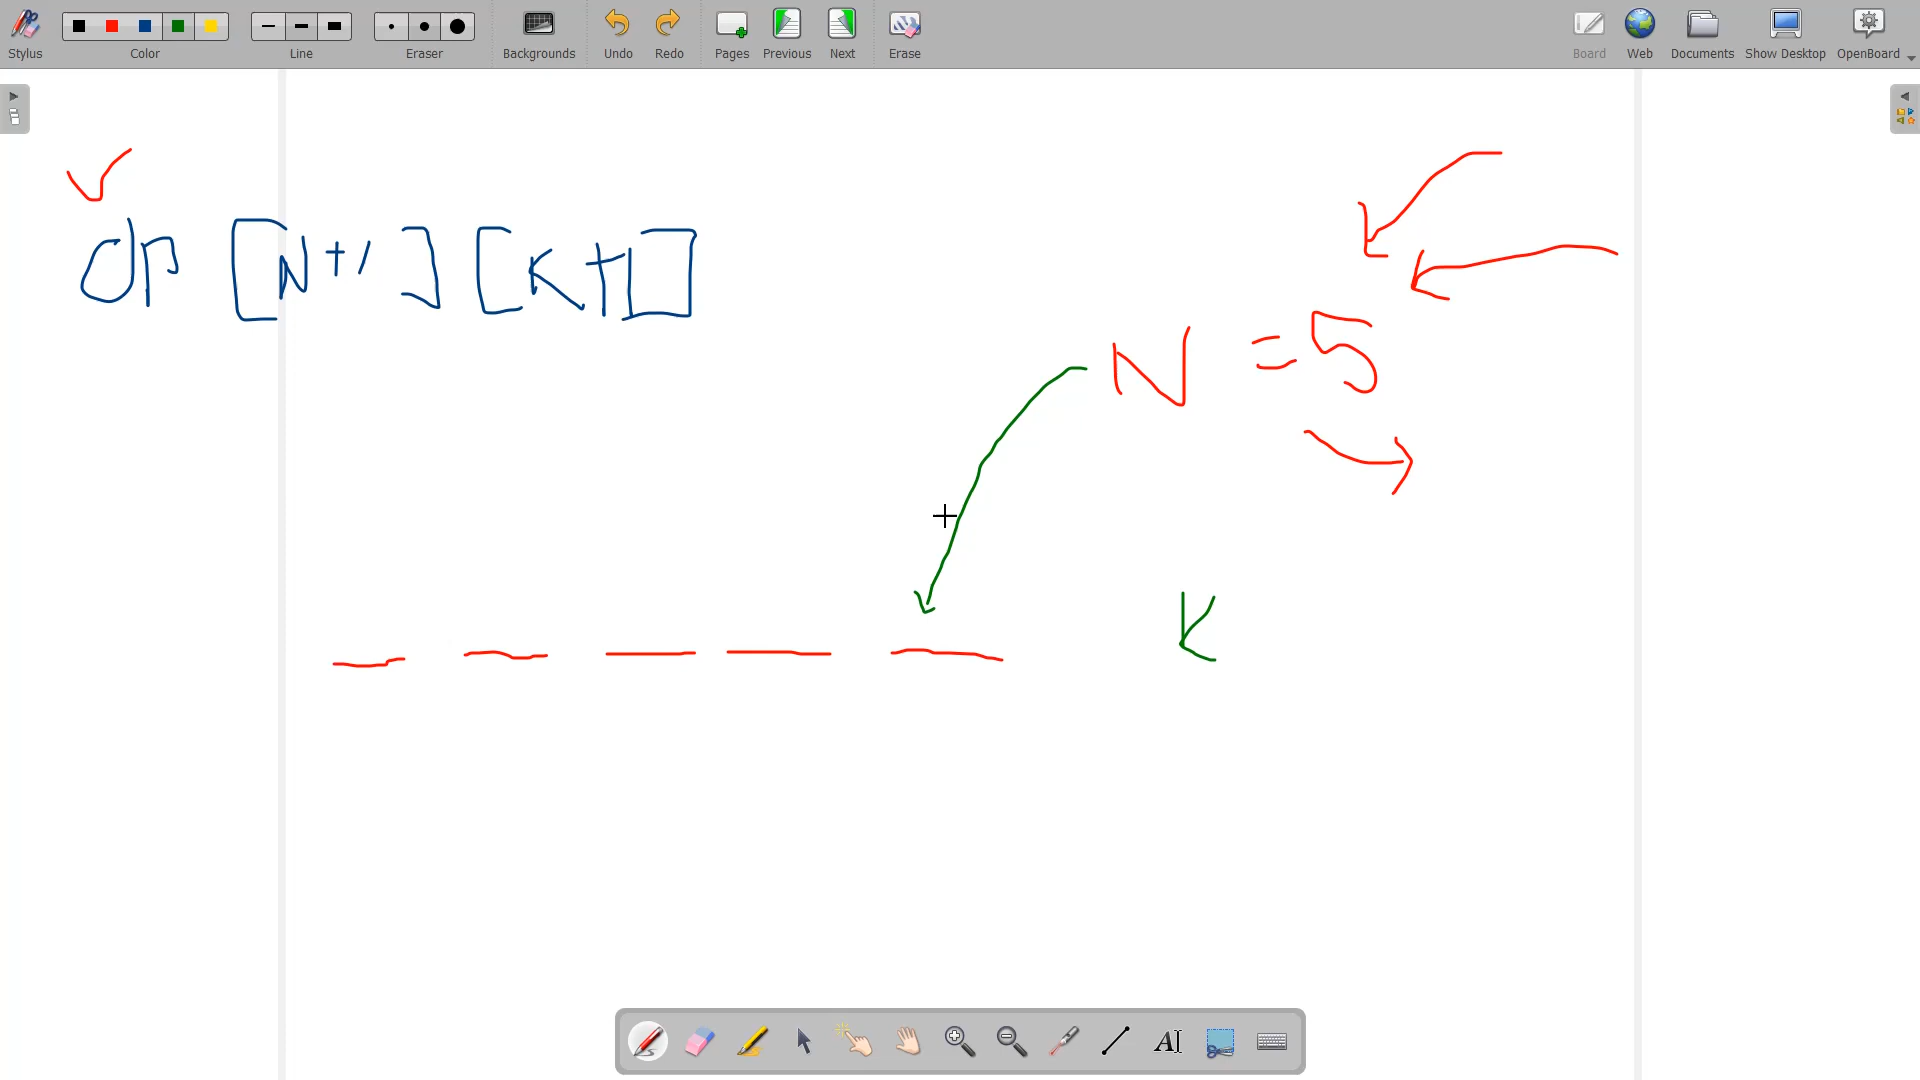 Stylus Color Line Eraser Backgrounds Undo Redo Pages Previous Next Erase Board Web Documents Show Desktop OpenBoard
dp [N+1] [K+1]
N = 5
K